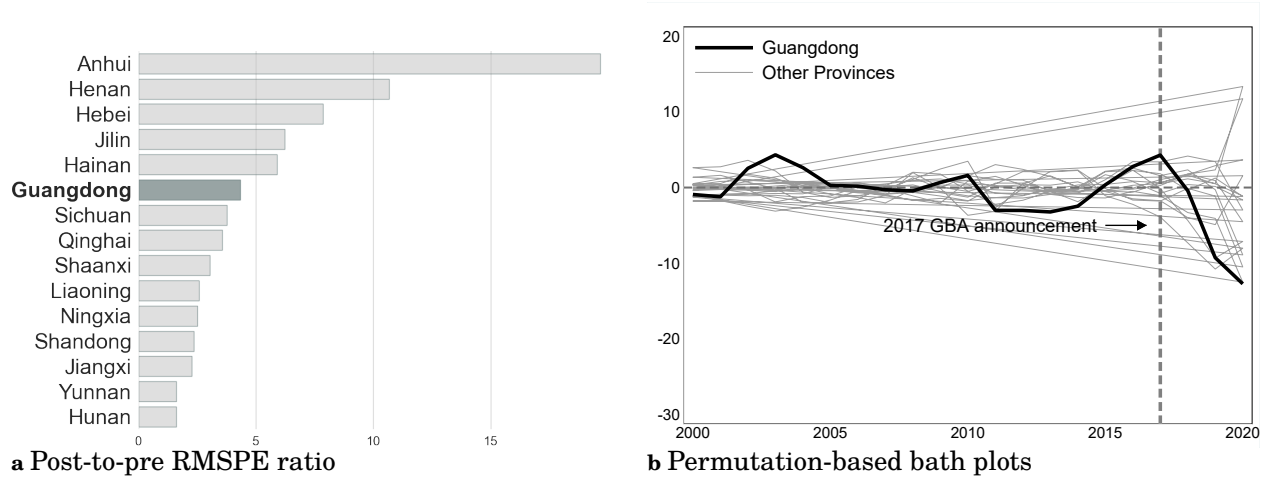 Anhui
Henan
Hebei
Jilin
Hainan
Guangdong
Sichuan
Qinghai
Shaanxi
Liaoning
Ningxia
Shandong
Jiangxi
Yunnan
Hunan
0 5 10 15
a Post-to-pre RMSPE ratio
20
10
0
-10
-20
-30
Guangdong
Other Provinces
2017 GBA announcement
2000 2005 2010 2015 2020
b Permutation-based bath plots